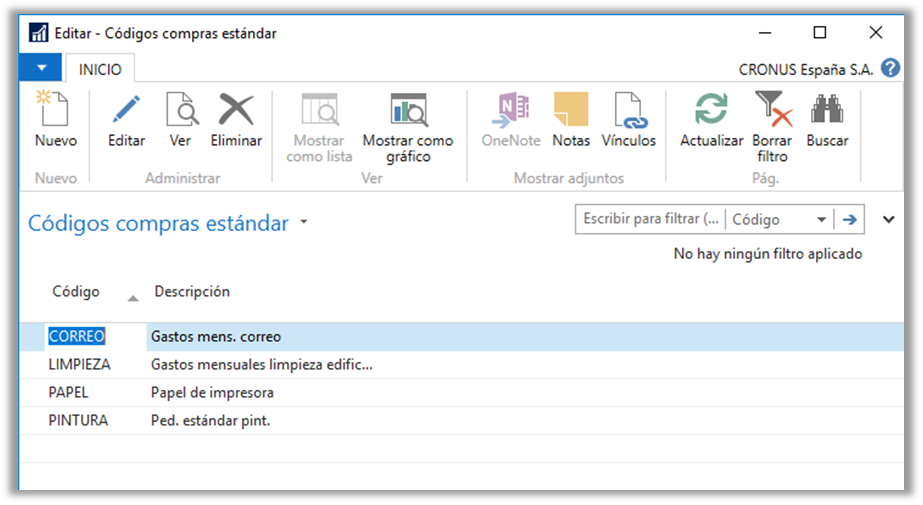 Editar - Códigos compras estándar
INICIO
CRONUS España S.A.
Nuevo
Editar
Ver
Eliminar
Mostrar como lista
Mostrar como gráfico
OneNote
Notas
Vínculos
Actualizar
Borrar filtro
Buscar
Nuevo
Administrar
Ver
Mostrar adjuntos
Pág.
Códigos compras estándar
Escribir para filtrar (...
Código
No hay ningún filtro aplicado
Código Descripción
CORREO Gastos mens. correo
LIMPIEZA Gastos mensuales limpieza edific...
PAPEL Papel de impresora
PINTURA Ped. estándar pint.